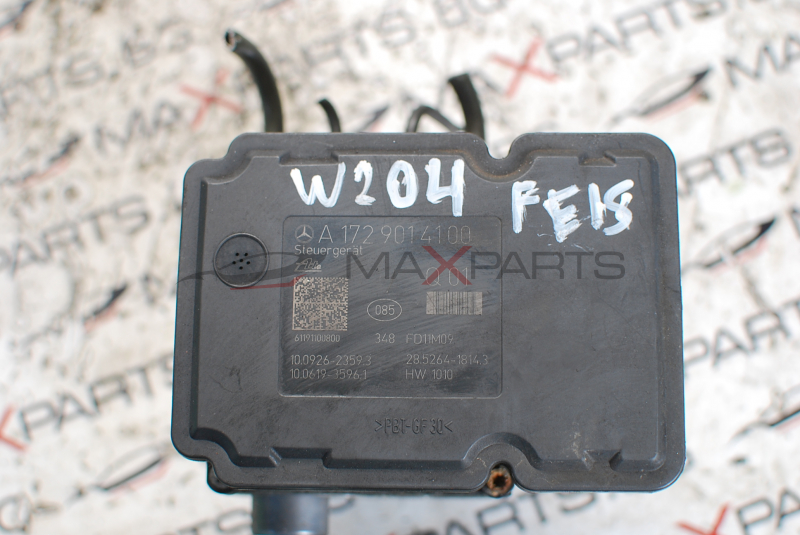 W204 FEIS
A 172 901 41 00
Steuergerät
MAXPARTS
085
61191100800
348 FD11M09
10.0926-2359.3 28.5264-1814.3
10.0619-1596.1 HW 1010
>PBT-GF30<